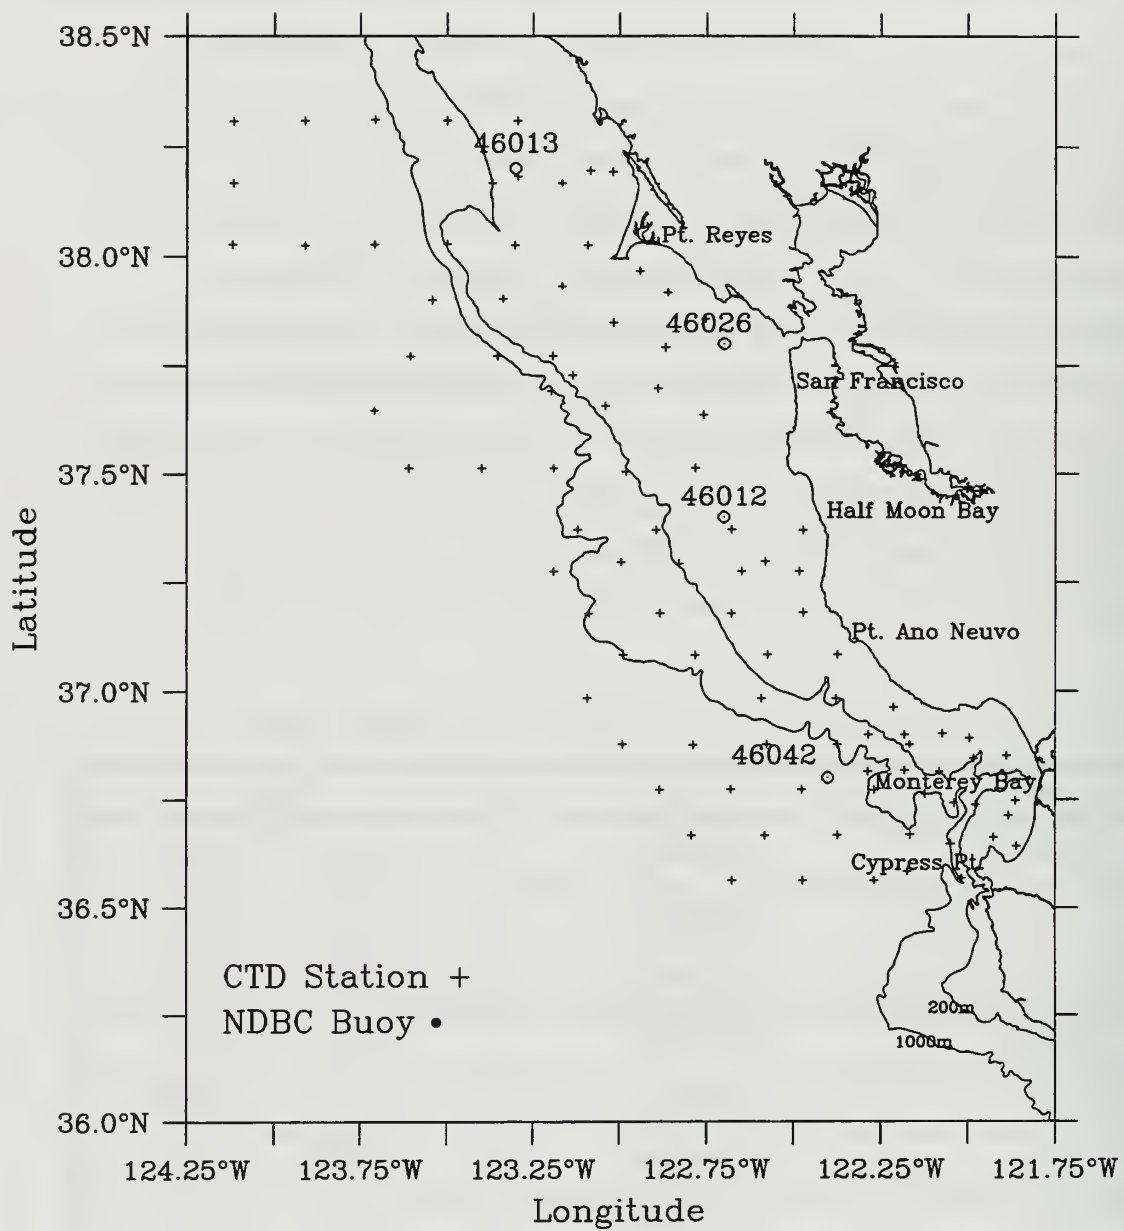 38.5°N
46013
Pt. Reyes
38.0°N
46026
San Francisco
37.5°N
46012
Half Moon Bay
Latitude
Pt. Ano Neuvo
37.0°N
46042
Monterey Bay
Cypress Pt.
36.5°N
CTD Station +
200m
NDBC Buoy •
1000m
36.0°N
124.25°W 123.75°W 123.25°W 122.75°W 122.25°W 121.75°W
Longitude